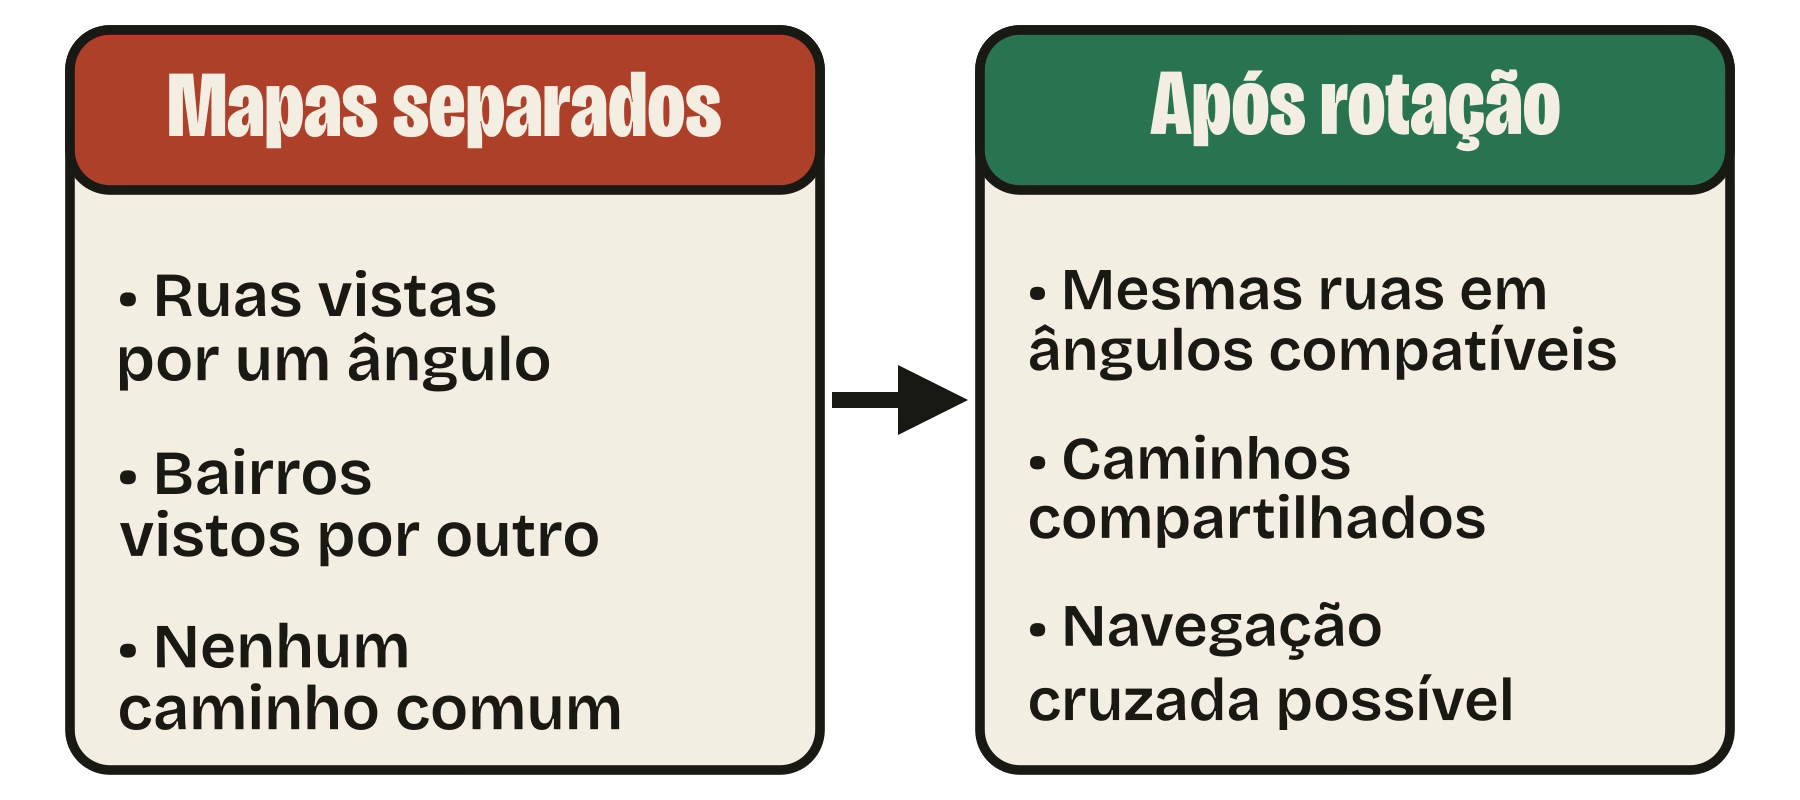 Mapas separados
• Ruas vistas
por um ângulo
• Bairros
vistos por outro
• Nenhum
caminho comum
Após rotação
• Mesmas ruas em
ângulos compatíveis
• Caminhos
compartilhados
• Navegação
cruzada possível